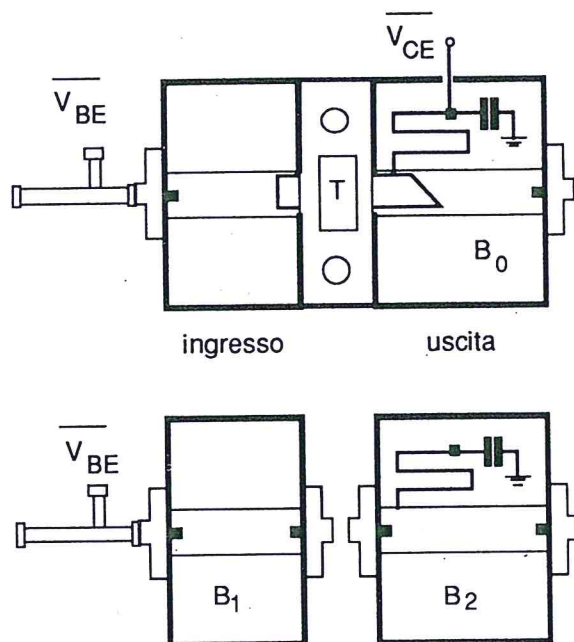 V_CE
V_BE
T
B_0
ingresso uscita
V_BE
B_1 B_2